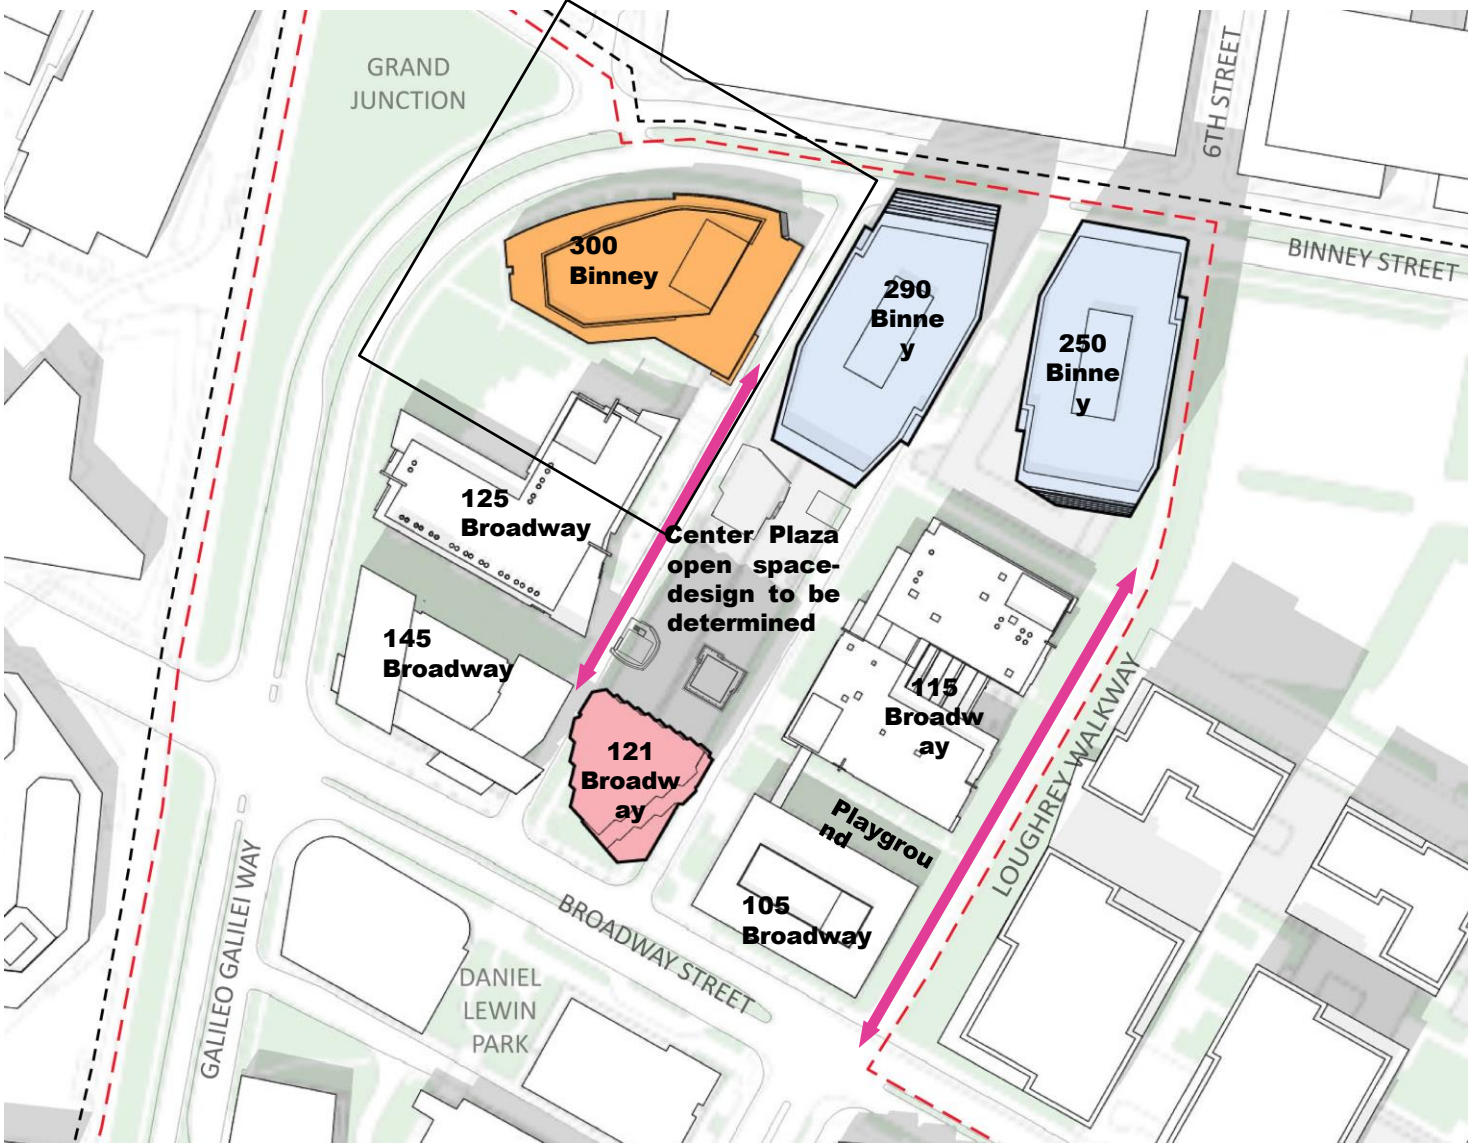 GRAND
JUNCTION
6TH STREET
BINNEY STREET
300
Binney
290
Binne
y
250
Binne
y
125
Broadway
Center Plaza
open space-
design to be
determined
145
Broadway
115
Broadw
ay
LOUGHREY WALKWAY
121
Broadw
ay
Playgrou
nd
105
Broadway
BROADWAY STREET
GALILEO GALILEI WAY
DANIEL
LEWIN
PARK